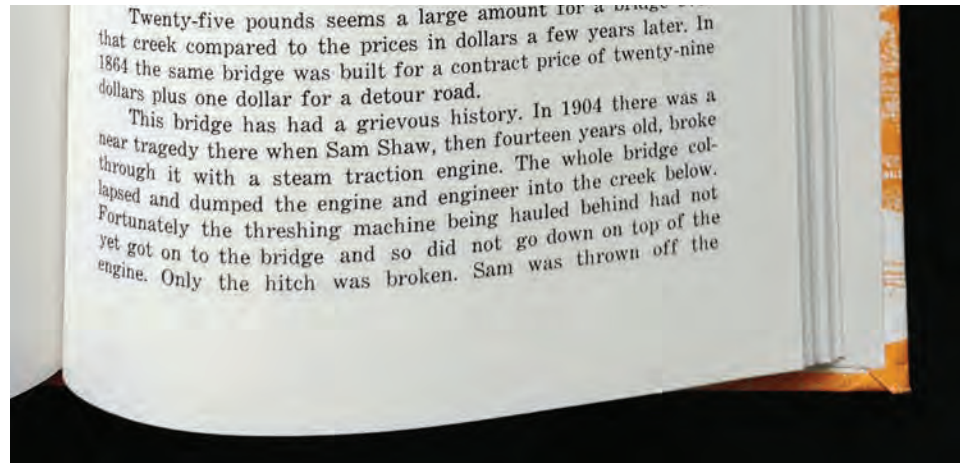 Twenty-five pounds seems a large amount for a bridge
that creek compared to the prices in dollars a few years later. In
1864 the same bridge was built for a contract price of twenty-nine
dollars plus one dollar for a detour road.
This bridge has had a grievous history. In 1904 there was a
near tragedy there when Sam Shaw, then fourteen years old, broke
through it with a steam traction engine. The whole bridge col-
lapsed and dumped the engine and engineer into the creek below.
Fortunately the threshing machine being hauled behind had not
yet got on to the bridge and so did not go down on top of the
engine. Only the hitch was broken. Sam was thrown off the